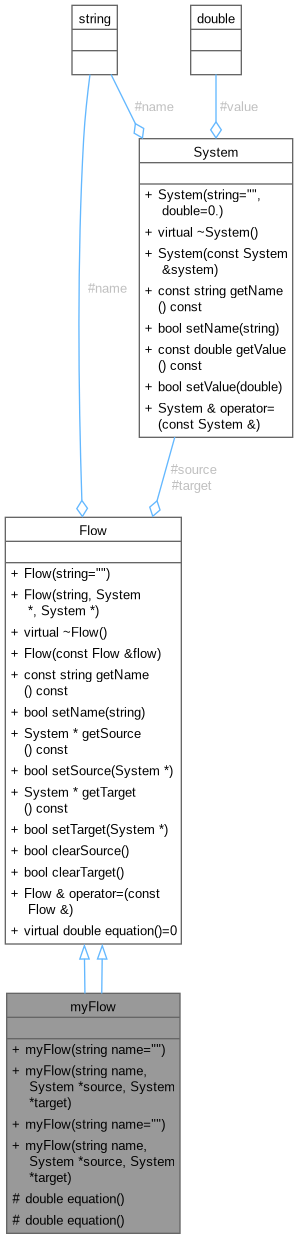 string
double
#name
#value
System
+ System(string="",
double=0.)
+ virtual ~System()
+ System(const System
&system)
+ const string getName
() const
+ bool setName(string)
+ const double getValue
() const
+ bool setValue(double)
+ System & operator=
(const System &)
#name
#source
#target
Flow
+ Flow(string="")
+ Flow(string, System
*, System *)
+ virtual ~Flow()
+ Flow(const Flow &flow)
+ const string getName
() const
+ bool setName(string)
+ System * getSource
() const
+ bool setSource(System *)
+ System * getTarget
() const
+ bool setTarget(System *)
+ bool clearSource()
+ bool clearTarget()
+ Flow & operator=(const
Flow &)
+ virtual double equation()=0
myFlow
+ myFlow(string name="")
+ myFlow(string name,
System *source, System
*target)
+ myFlow(string name="")
+ myFlow(string name,
System *source, System
*target)
# double equation()
# double equation()